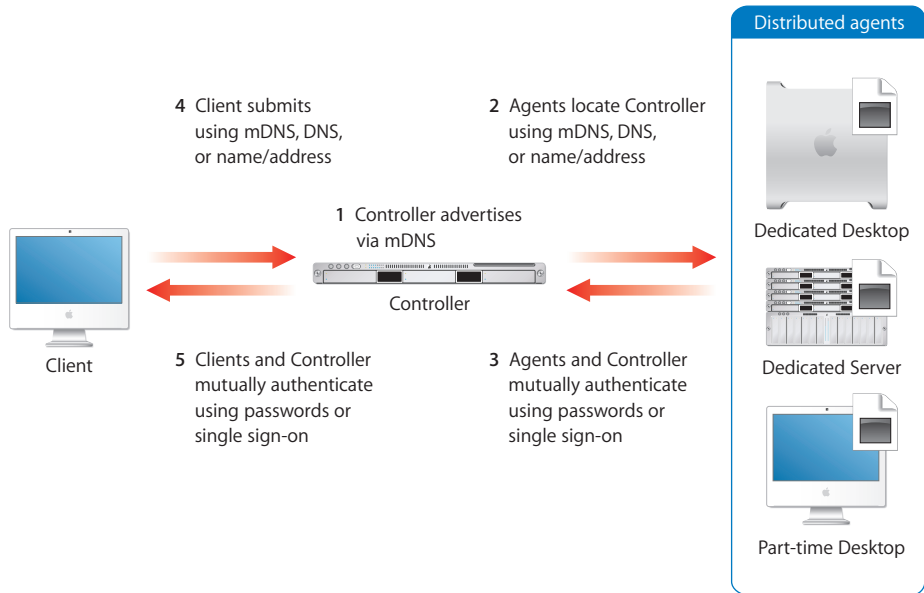 Distributed agents
4 Client submits
using mDNS, DNS,
or name/address
2 Agents locate Controller
using mDNS, DNS,
or name/address
1 Controller advertises
via mDNS
Controller
Client
5 Clients and Controller
mutually authenticate
using passwords or
single sign-on
3 Agents and Controller
mutually authenticate
using passwords or
single sign-on
Dedicated Desktop
Dedicated Server
Part-time Desktop